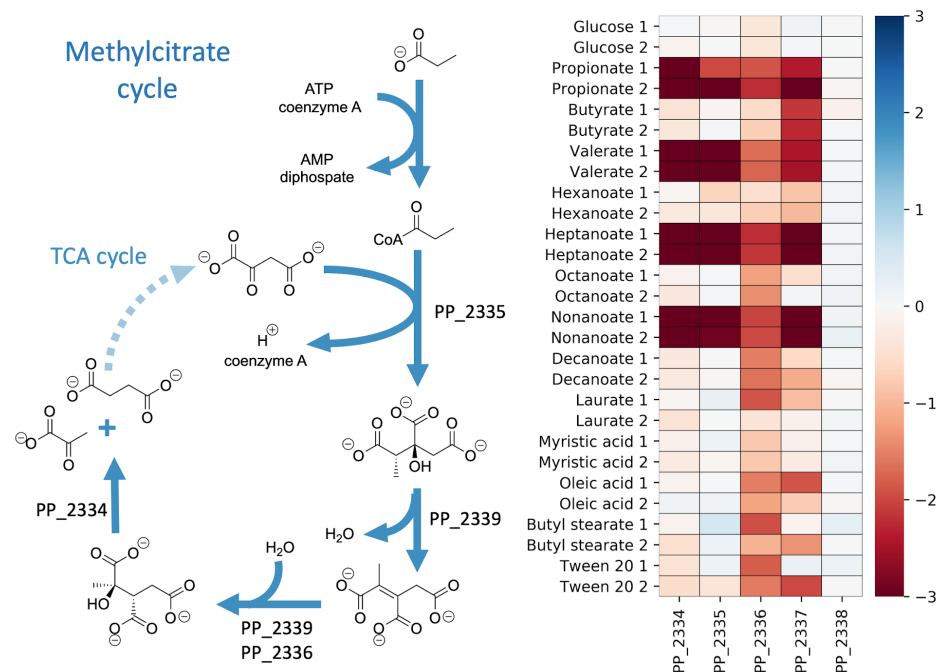 Methylcitrate
cycle
O
⊖
O
ATP
coenzyme A
AMP
diphospate
O
CoA
TCA cycle
O
⊖
O
O
O
O
O
⊖
PP_2335
H⊕
coenzyme A
O
⊖
O
O
O
⊖
O
⊖
O
O
+
⊖
O
O
O
⊖
O
O
O
O
⊖
OH
PP_2334
PP_2339
H₂O
H₂O
O
O
⊖
HO
O
O
⊖
O
O
⊖
⊖
O
O
O
O
⊖
O
O
⊖
PP_2339
PP_2336
Glucose 1
Glucose 2
Propionate 1
Propionate 2
Butyrate 1
Butyrate 2
Valerate 1
Valerate 2
Hexanoate 1
Hexanoate 2
Heptanoate 1
Heptanoate 2
Octanoate 1
Octanoate 2
Nonanoate 1
Nonanoate 2
Decanoate 1
Decanoate 2
Laurate 1
Laurate 2
Myristic acid 1
Myristic acid 2
Oleic acid 1
Oleic acid 2
Butyl stearate 1
Butyl stearate 2
Tween 20 1
Tween 20 2
PP_2334
PP_2335
PP_2336
PP_2337
PP_2338
3
2
1
0
−1
−2
−3